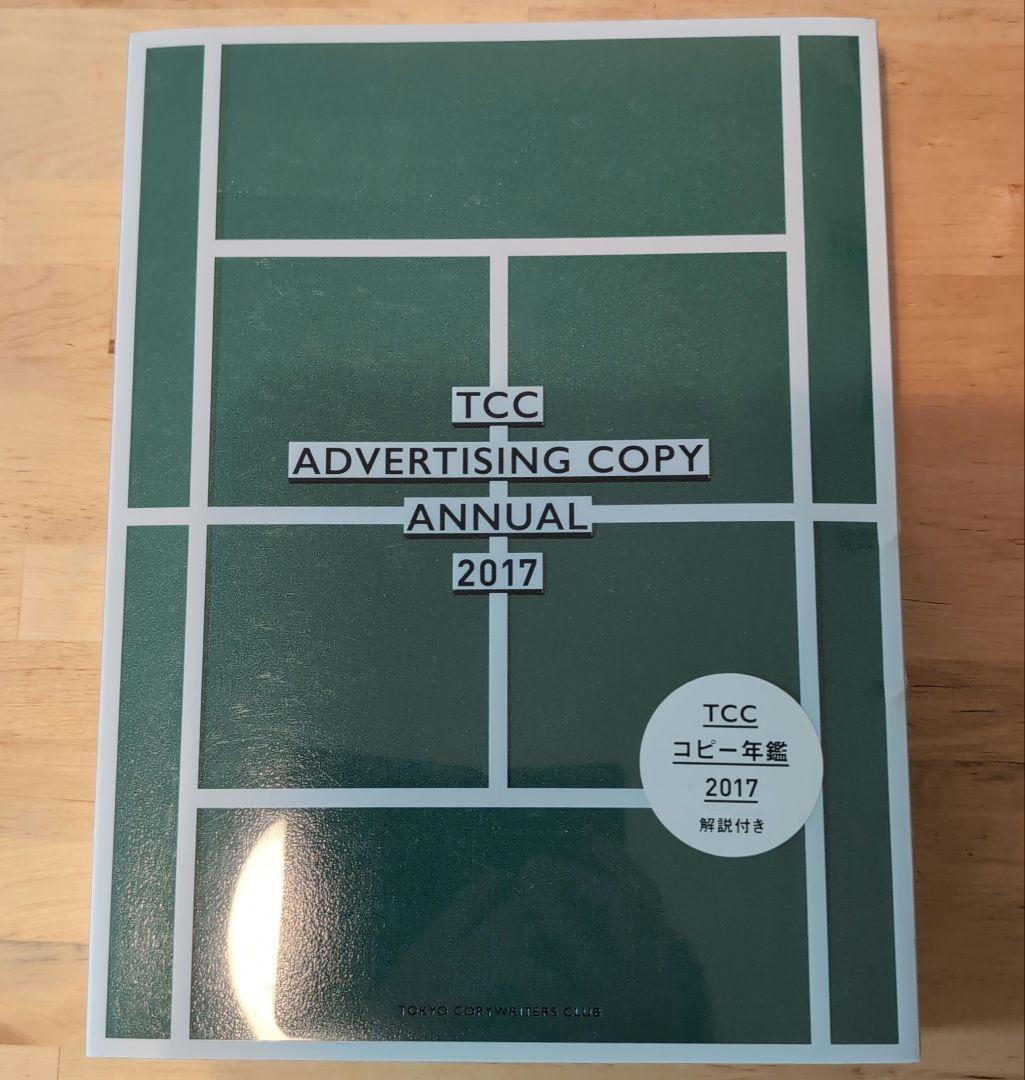 TCC
ADVERTISING COPY
ANNUAL
2017
TCC
コピー年鑑
2017
解説付き
TOKYO COPYWRITERS CLUB